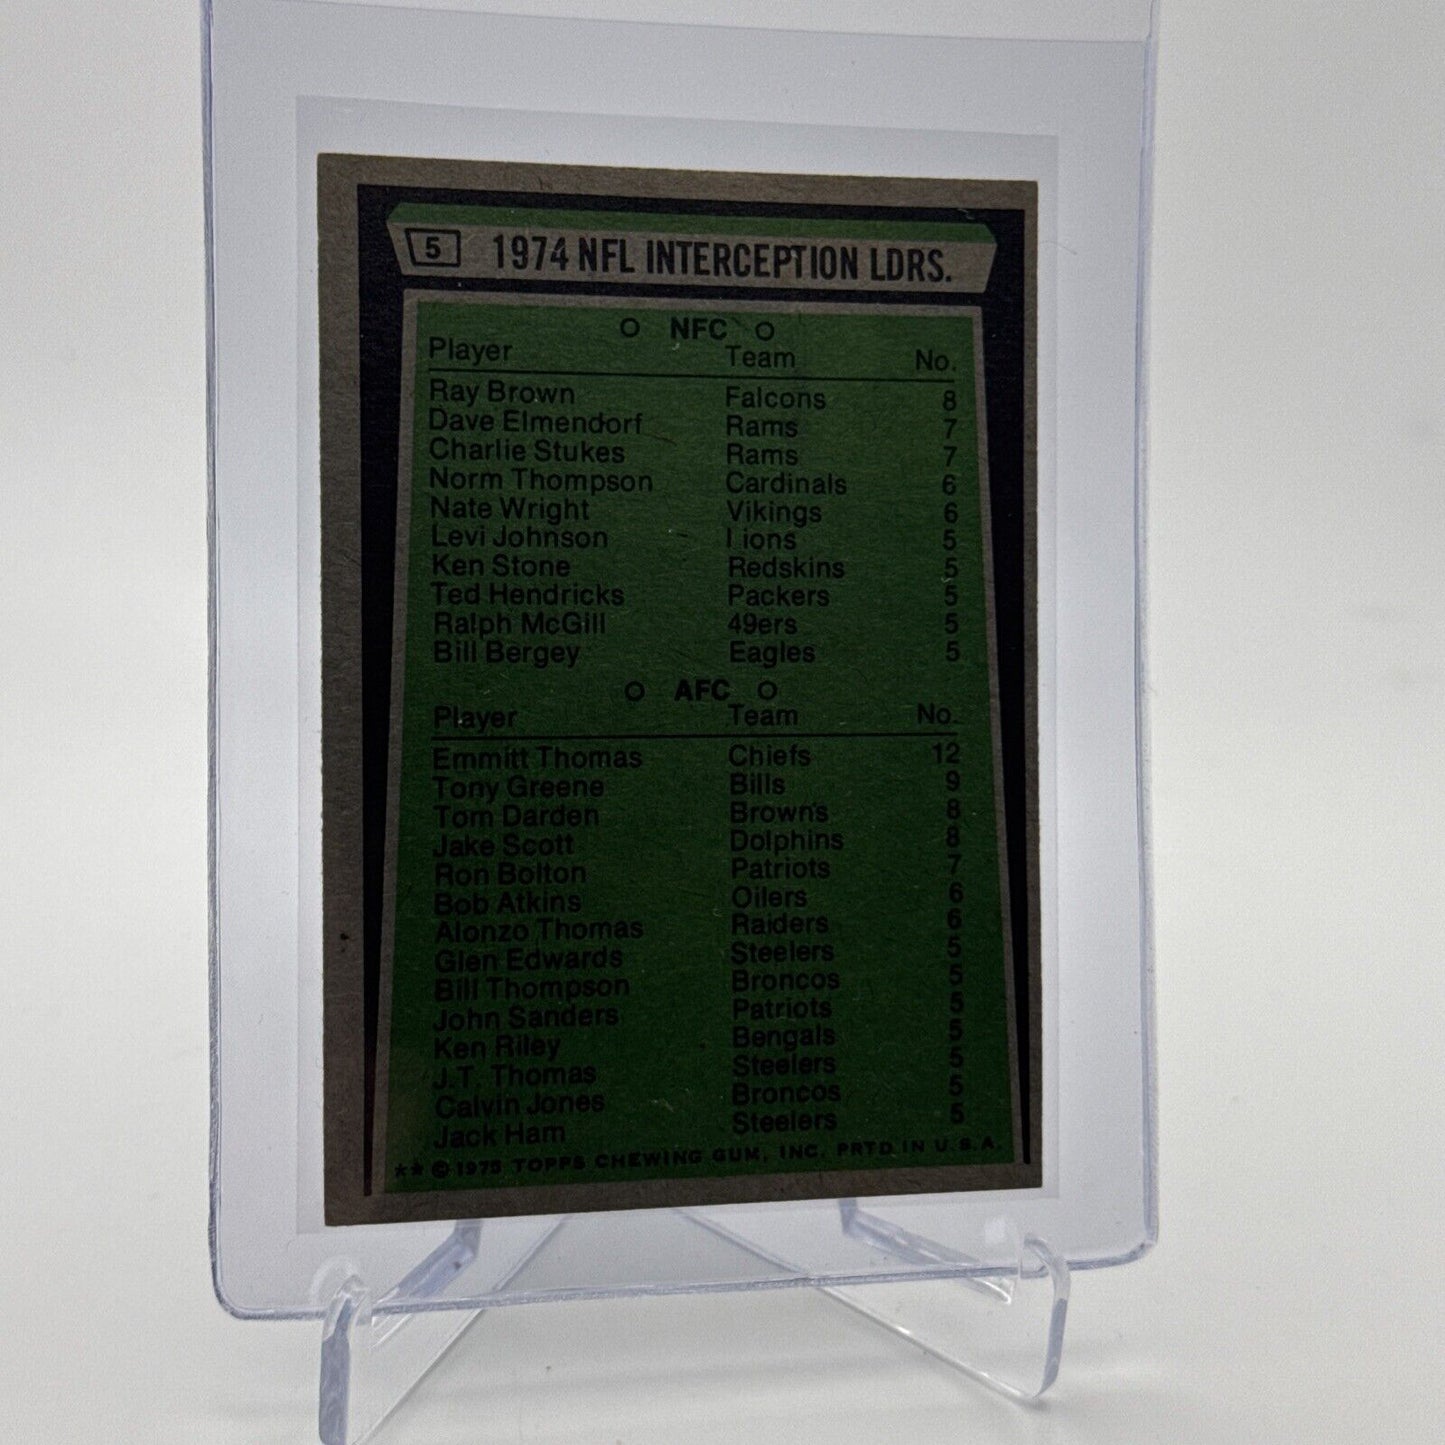 5 1974 NFL INTERCEPTION LDRS.
NFC
Player Team No.
Ray Brown Falcons 8
Dave Elmendorf Rams 7
Charlie Stukes Rams 7
Norm Thompson Cardinals 6
Nate Wright Vikings 6
Levi Johnson Lions 5
Ken Stone Redskins 5
Ted Hendricks Packers 5
Ralph McGill 49ers 5
Bill Bergey Eagles 5
AFC
Player Team No.
Emmitt Thomas Chiefs 12
Tony Greene Bills 9
Tom Darden Browns 8
Jake Scott Dolphins 8
Ron Bolton Patriots 7
Bob Atkins Oilers 6
Alonzo Thomas Raiders 6
Glen Edwards Steelers 5
Bill Thompson Broncos 5
John Sanders Patriots 5
Ken Riley Bengals 5
J.T. Thomas Steelers 5
Calvin Jones Broncos 5
Jack Ham Steelers 5
** © 1975 TOPPS CHEWING GUM, INC. PRTD. IN U.S.A.